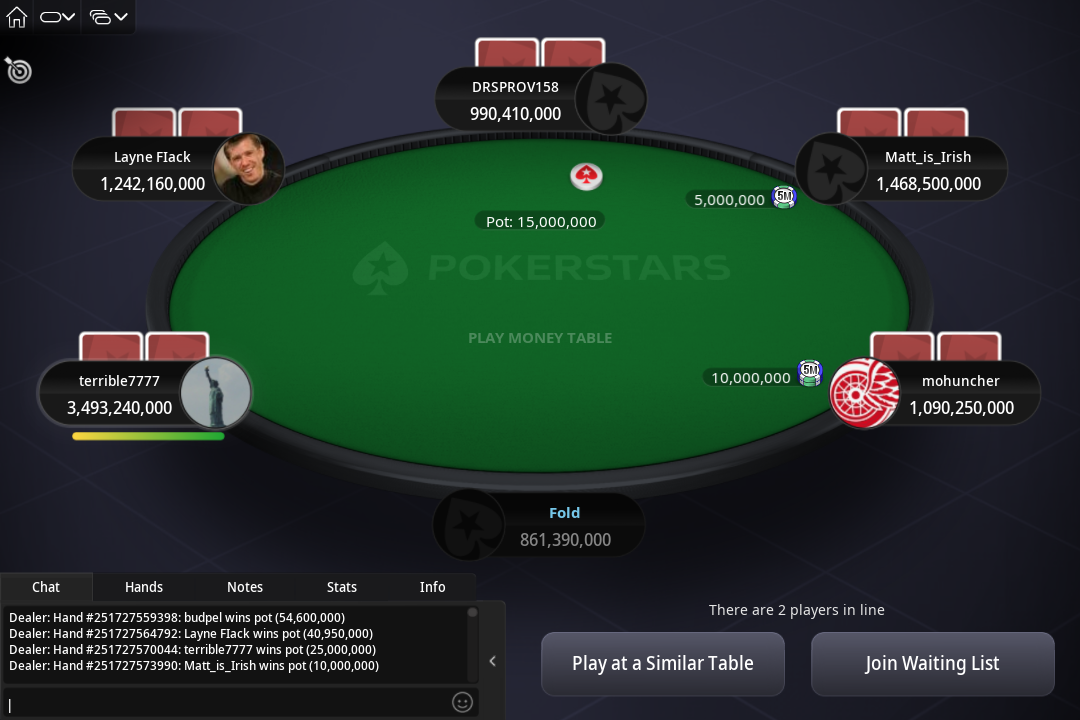 DRSPROV158
990,410,000
Layne FIack
1,242,160,000
Matt_is_Irish
1,468,500,000
5,000,000
5M
Pot: 15,000,000
POKERSTARS
PLAY MONEY TABLE
terrible7777
3,493,240,000
10,000,000
5M
mohuncher
1,090,250,000
Fold
861,390,000
Chat Hands Notes Stats Info
Dealer: Hand #251727559398: budpel wins pot (54,600,000)
Dealer: Hand #251727564792: Layne FIack wins pot (40,950,000)
Dealer: Hand #251727570044: terrible7777 wins pot (25,000,000)
Dealer: Hand #251727573990: Matt_is_Irish wins pot (10,000,000)
There are 2 players in line
Play at a Similar Table
Join Waiting List